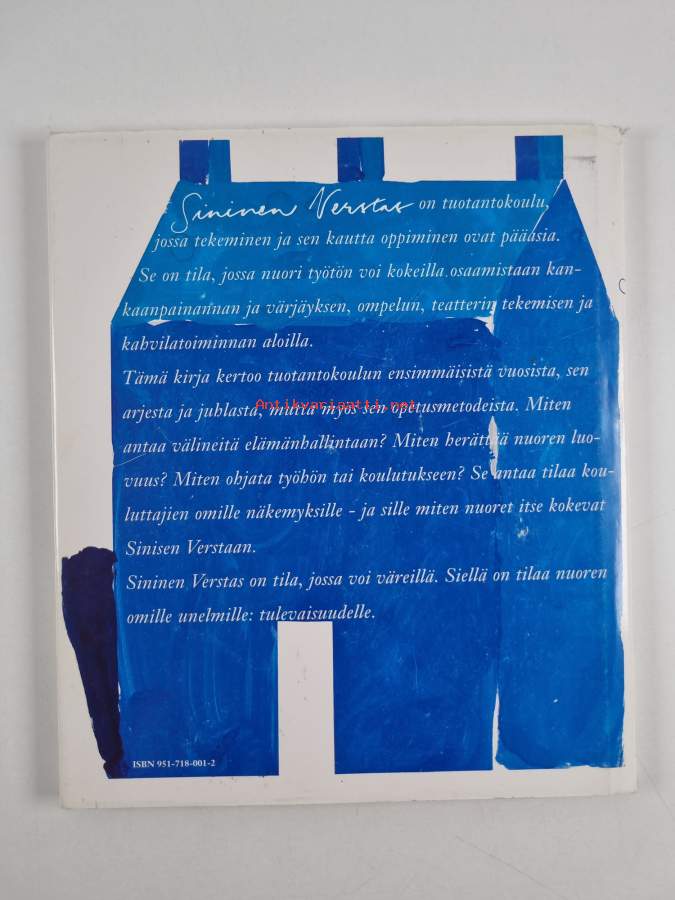 Sininen Verstas on tuotantokoulu,
jossa tekeminen ja sen kautta oppiminen ovat pääasia.
Se on tila, jossa nuori työtön voi kokeilla osaamistaan kan-
kaanpainannan ja värjäyksen, ompelun, teatterin tekemisen ja
kahvilatoiminnan aloilla.
Tämä kirja kertoo tuotantokoulun ensimmäisistä vuosista, sen
arjesta ja juhlasta, mutta myös sen opetusmetodeista. Miten
Antikvariaatti.net
antaa välineitä elämänhallintaan? Miten herättää nuoren luo-
vuus? Miten ohjata työhön tai koulutukseen? Se antaa tilaa kou-
luttajien omille näkemyksille - ja sille miten nuoret itse kokevat
Sinisen Verstaan.
Sininen Verstas on tila, jossa voi väreillä. Siellä on tilaa nuoren
omille unelmille: tulevaisuudelle.
ISBN 951-718-001-2